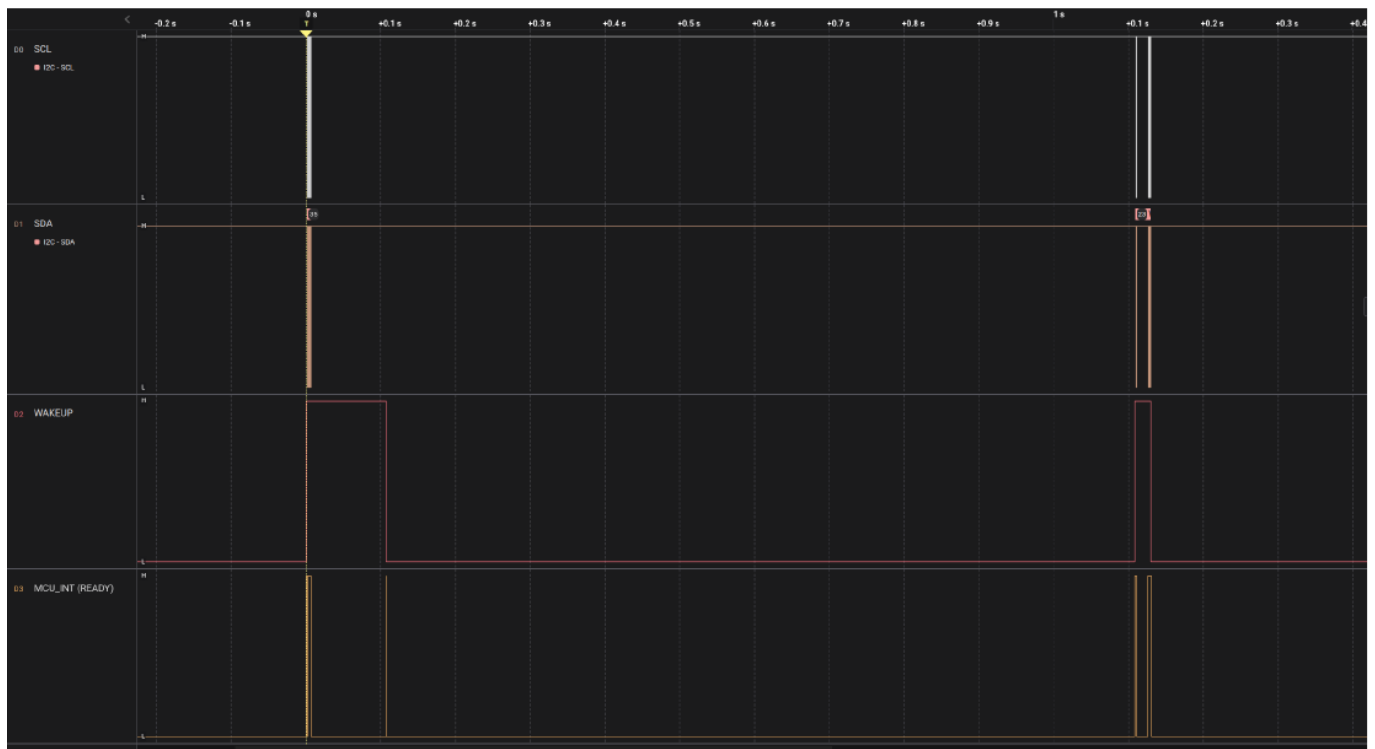 0 s 1 s
-0.2 s -0.1 s T +0.1 s +0.2 s +0.3 s +0.4 s +0.5 s +0.6 s +0.7 s +0.8 s +0.9 s +0.1 s +0.2 s +0.3 s +0.4
H
D0 SCL
I2C - SCL
L
D1 SDA
H
I2C - SDA
L
H
D2 WAKEUP
L
H
D3 MCU_INT (READY)
L